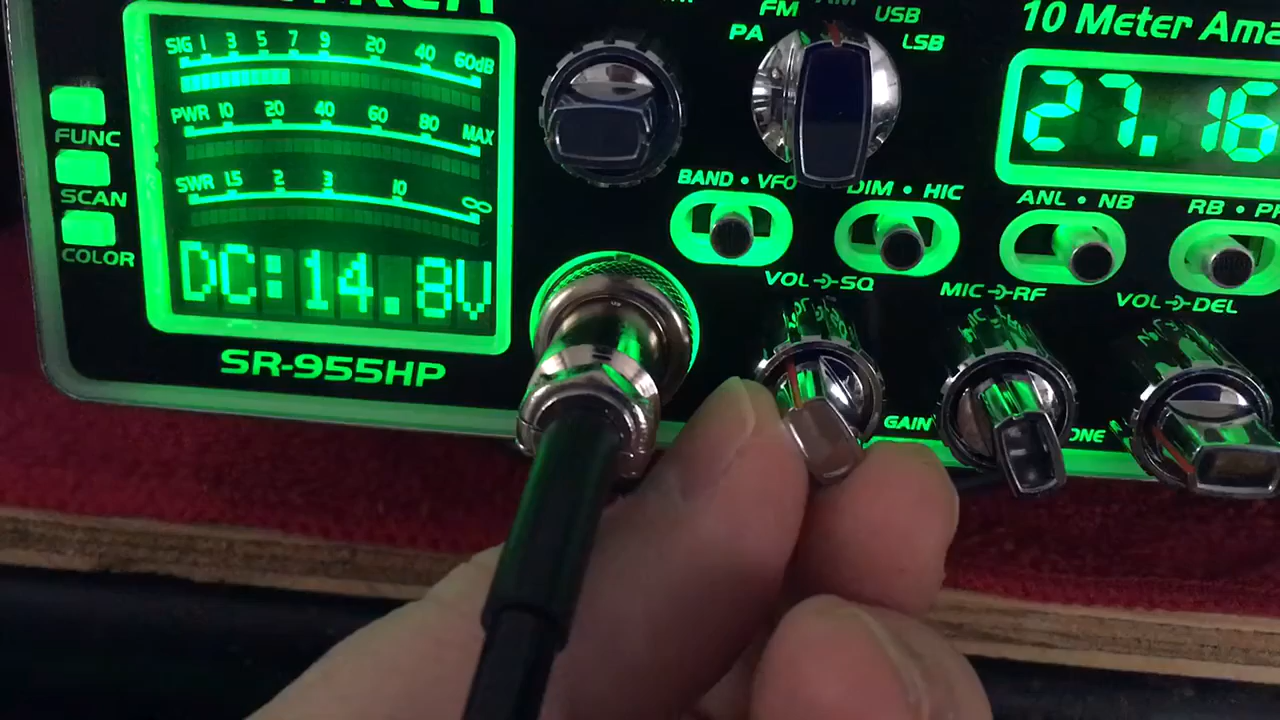 SIG 1 3 5 7 9 20 40 60dB
PWR 10 20 40 60 80 MAX
SWR 1.5 2 3 10 ∞
DC:14.8V
SR-955HP
FUNC
SCAN
COLOR
PA FM AM USB LSB
10 Meter Ama
27.16
BAND • VFO
DIM • HIC
ANL • NB
RB •
VOL→SQ
MIC→RF
VOL→DEL
GAIN
ONE